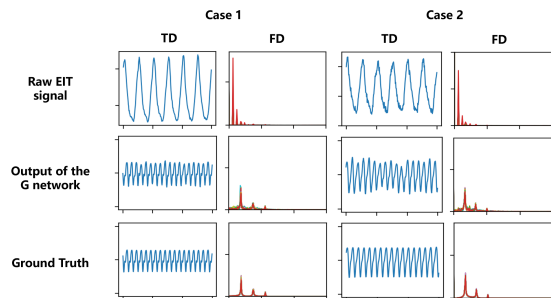 Case 1 Case 2
TD FD TD FD
Raw EIT
signal
Output of the
G network
Ground Truth